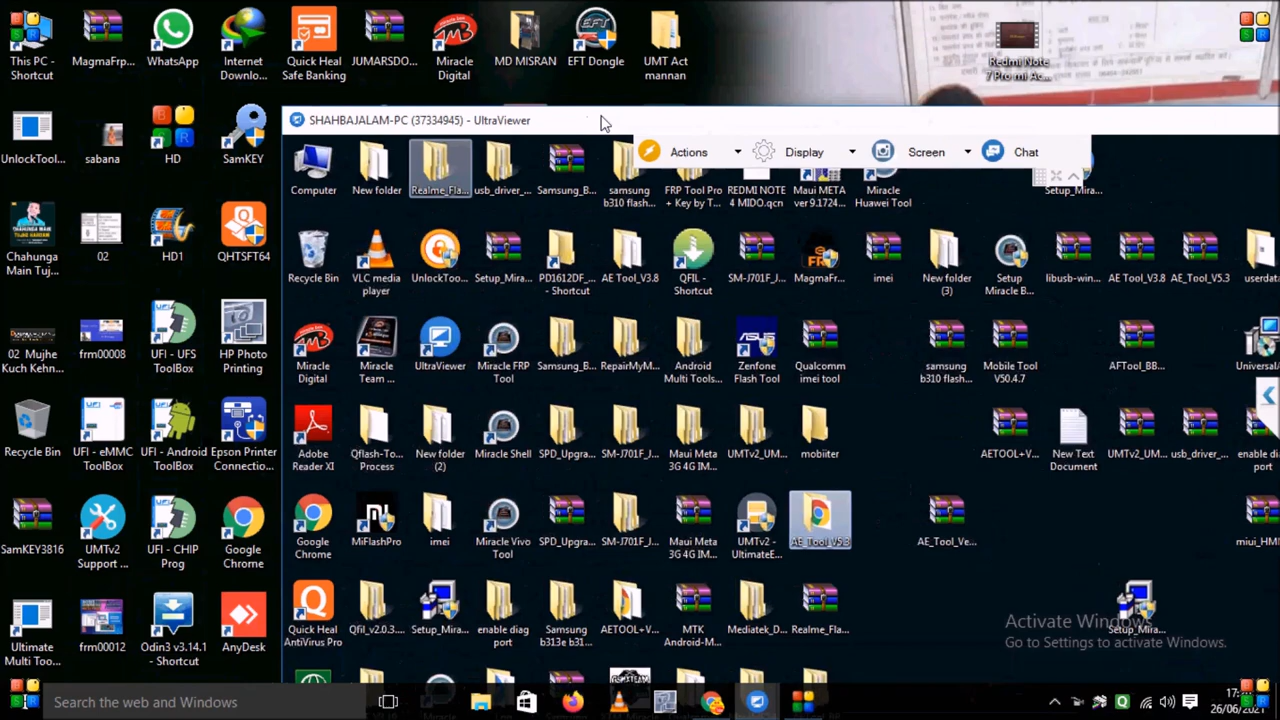 This PC -
Shortcut
MagmaFrp...
WhatsApp
Internet
Downlo...
Quick Heal
Safe Banking
JUMARSDO...
Miracle
Digital
MD MISRAN
EFT Dongle
UMT Act
mannan
Redmi Note
7 Pro mi Ac...
UnlockTool...
sabana
HD
SamKEY
Chahunga
Main Tuj...
02
HD1
QHTSFT64
02 Mujhe
Kuch Kehn...
frm00008
UFI - UFS
ToolBox
HP Photo
Printing
Recycle Bin
UFI - eMMC
ToolBox
UFI - Android
ToolBox
Epson Printer
Connectio...
SamKEY3816
UMTv2
Support ...
UFI - CHIP
Prog
Google
Chrome
Ultimate
Multi Too...
frm00012
Odin3 v3.14.1
- Shortcut
AnyDesk
SHAHBAJALAM-PC (37334945) - UltraViewer
Actions
Display
Screen
Chat
Computer
New folder
Realme_Fla...
usb_driver_...
Samsung_B...
samsung
b310 flash...
FRP Tool Pro
+ Key by T...
REDMI NOTE
4 MIDO.qcn
Maui META
ver 9.1724...
Miracle
Huawei Tool
Setup_Mira...
Recycle Bin
VLC media
player
UnlockToo...
Setup_Mira...
PD1612DF_...
- Shortcut
AE Tool_V3.8
QFIL -
Shortcut
SM-J701F_J...
MagmaFr...
imei
New folder
(3)
Setup
Miracle B...
libusb-win...
AE Tool_V3.8
AE_Tool_V5.3
userdat
Miracle
Digital
Miracle
Team ...
UltraViewer
Miracle FRP
Tool
Samsung_B...
RepairMyM...
Android
Multi Tools...
Zenfone
Flash Tool
Qualcomm
imei tool
samsung
b310 flash...
Mobile Tool
V50.4.7
AFTool_BB...
Universal
Adobe
Reader XI
Qflash-To...
Process
New folder
(2)
Miracle Shell
SPD_Upgra...
SM-J701F_J...
Maui Meta
3G 4G IM...
UMTv2_UM...
mobiiter
AETOOL+V...
New Text
Document
UMTv2_UM...
usb_driver_...
enable dia
port
Google
Chrome
MiFlashPro
imei
Miracle Vivo
Tool
SPD_Upgra...
SM-J701F_J...
Maui Meta
3G 4G IM...
UMTv2 -
UltimateE...
AE_Tool_V5.3
AE_Tool_Ve...
miui_HM
Quick Heal
AntiVirus Pro
Qfil_v2.0.3....
Setup_Mira...
enable diag
port
Samsung
b313e b31...
AETOOL+V...
MTK
Android-M...
Mediatek_D...
Realme_Fla...
Setup_Mira...
Activate Windows
Go to Settings to activate Windows.
Search the web and Windows
26/06/2021